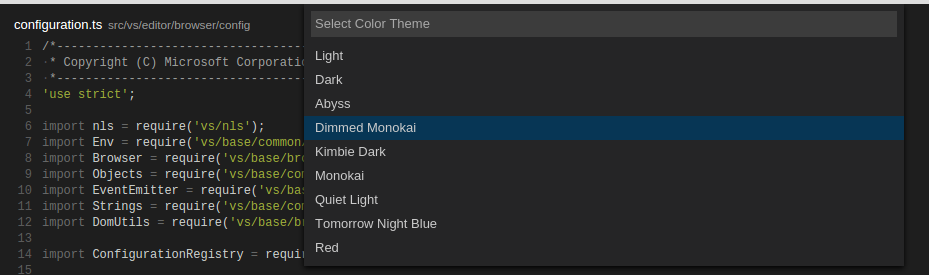 configuration.ts src/vs/editor/browser/config
1 /*----------------------------------
2 * Copyright (C) Microsoft Corporatio
3 *----------------------------------
4 'use strict';
5
6 import nls = require('vs/nls');
7 import Env = require('vs/base/common/
8 import Browser = require('vs/base/bro
9 import Objects = require('vs/base/com
10 import EventEmitter = require('vs/bas
11 import Strings = require('vs/base/com
12 import DomUtils = require('vs/base/br
13
14 import ConfigurationRegistry = requir
15
Select Color Theme
Light
Dark
Abyss
Dimmed Monokai
Kimbie Dark
Monokai
Quiet Light
Tomorrow Night Blue
Red